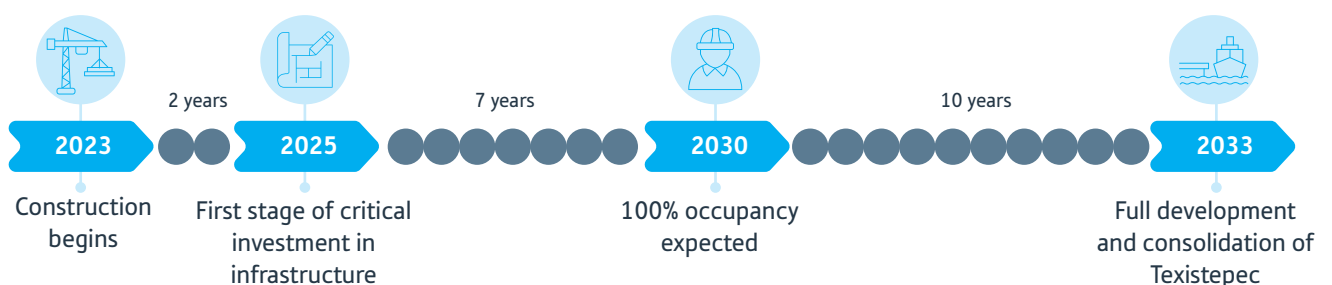 2 years
7 years
10 years
2023
2025
2030
2033
Construction
begins
First stage of critical
investment in
infrastructure
100% occupancy
expected
Full development
and consolidation of
Texistepec